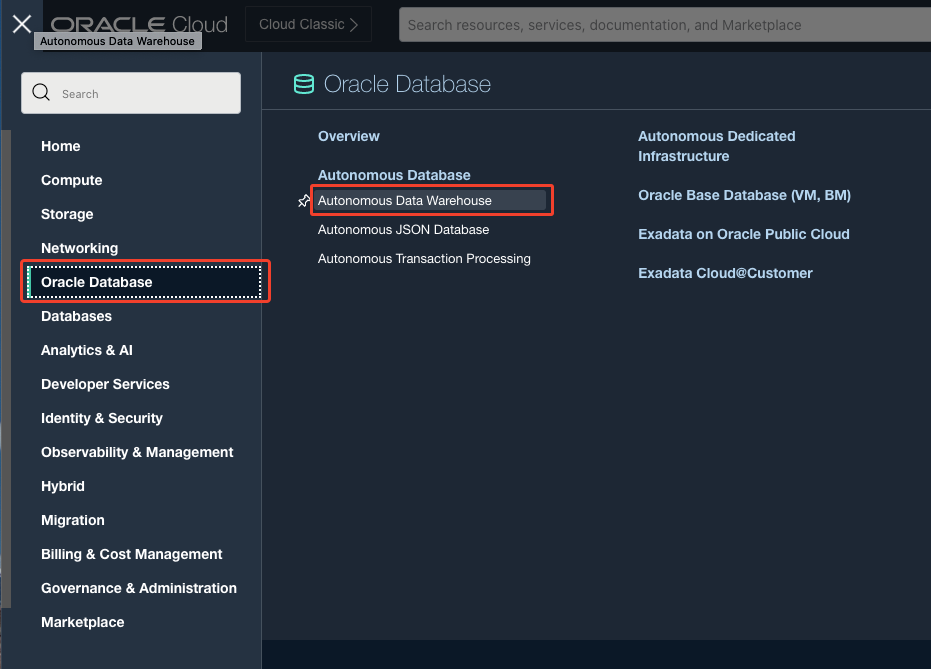 ORACLE Cloud
Cloud Classic
Search resources, services, documentation, and Marketplace
Autonomous Data Warehouse
Search
Home
Compute
Storage
Networking
Oracle Database
Databases
Analytics & AI
Developer Services
Identity & Security
Observability & Management
Hybrid
Migration
Billing & Cost Management
Governance & Administration
Marketplace
Oracle Database
Overview
Autonomous Database
Autonomous Data Warehouse
Autonomous JSON Database
Autonomous Transaction Processing
Autonomous Dedicated
Infrastructure
Oracle Base Database (VM, BM)
Exadata on Oracle Public Cloud
Exadata Cloud@Customer